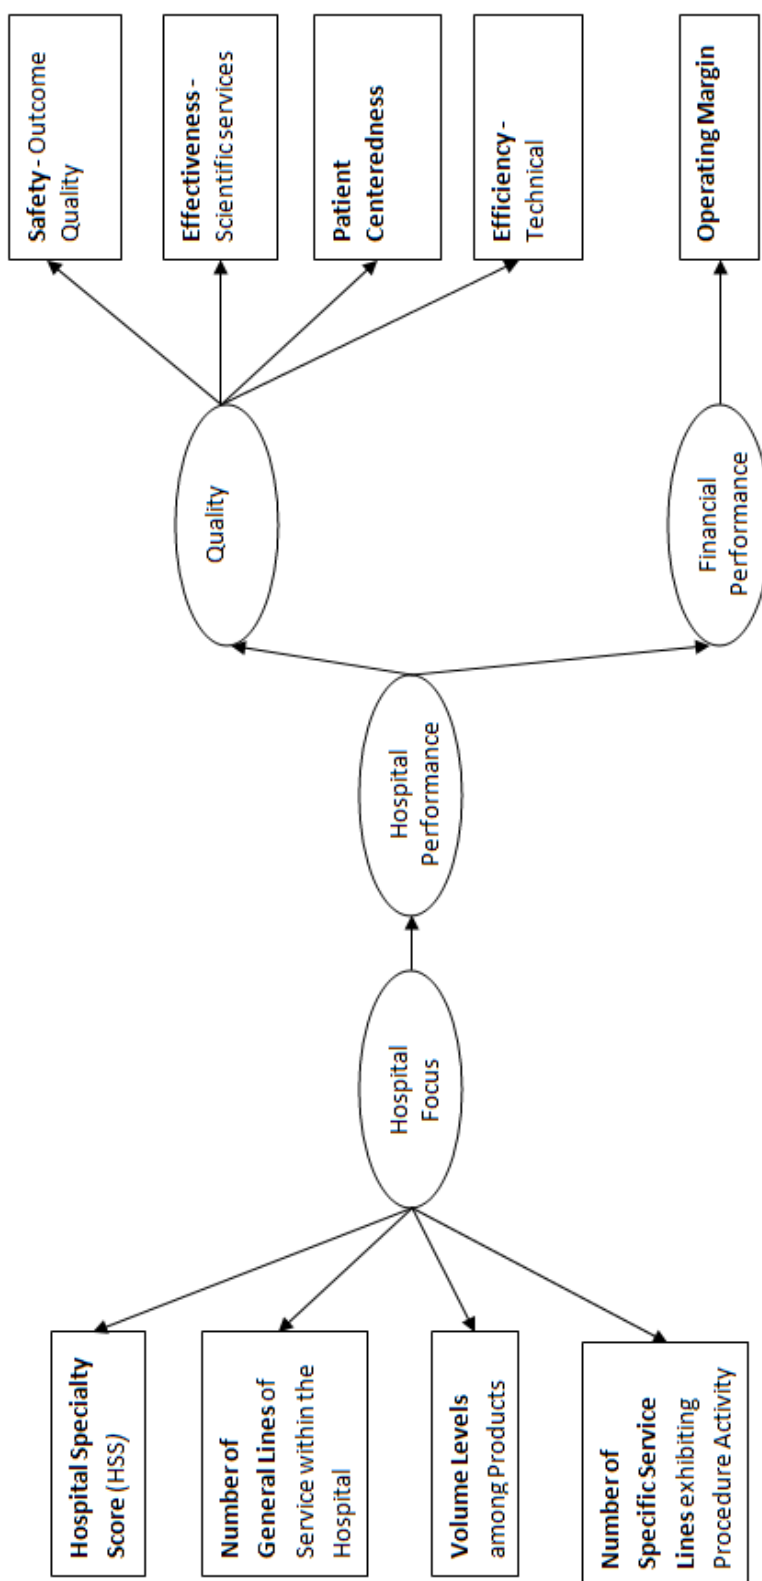 Hospital Specialty
Score (HSS)
Number of
General Lines of
Service within the
Hospital
Volume Levels
among Products
Number of
Specific Service
Lines exhibiting
Procedure Activity
Hospital
Focus
Hospital
Performance
Quality
Financial
Performance
Safety - Outcome
Quality
Effectiveness -
Scientific services
Patient
Centeredness
Efficiency -
Technical
Operating Margin